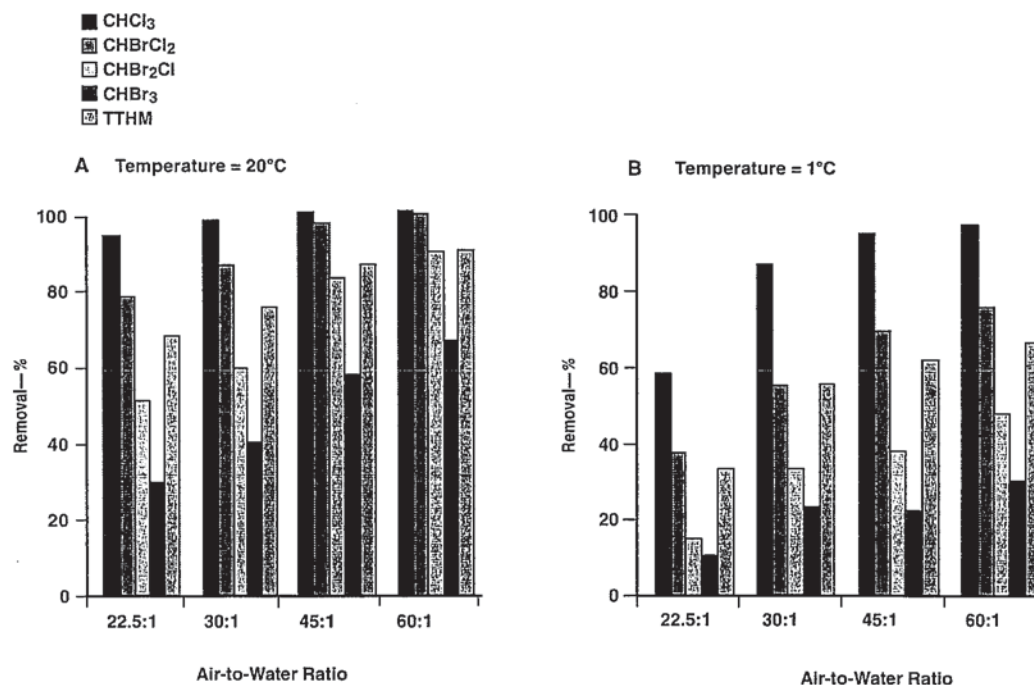 CHCl3
CHBrCl2
CHBr2Cl
CHBr3
TTHM
A Temperature = 20°C
100
80
60
40
20
0
Removal—%
22.5:1 30:1 45:1 60:1
Air-to-Water Ratio
B Temperature = 1°C
100
80
60
40
20
0
Removal—%
22.5:1 30:1 45:1 60:1
Air-to-Water Ratio